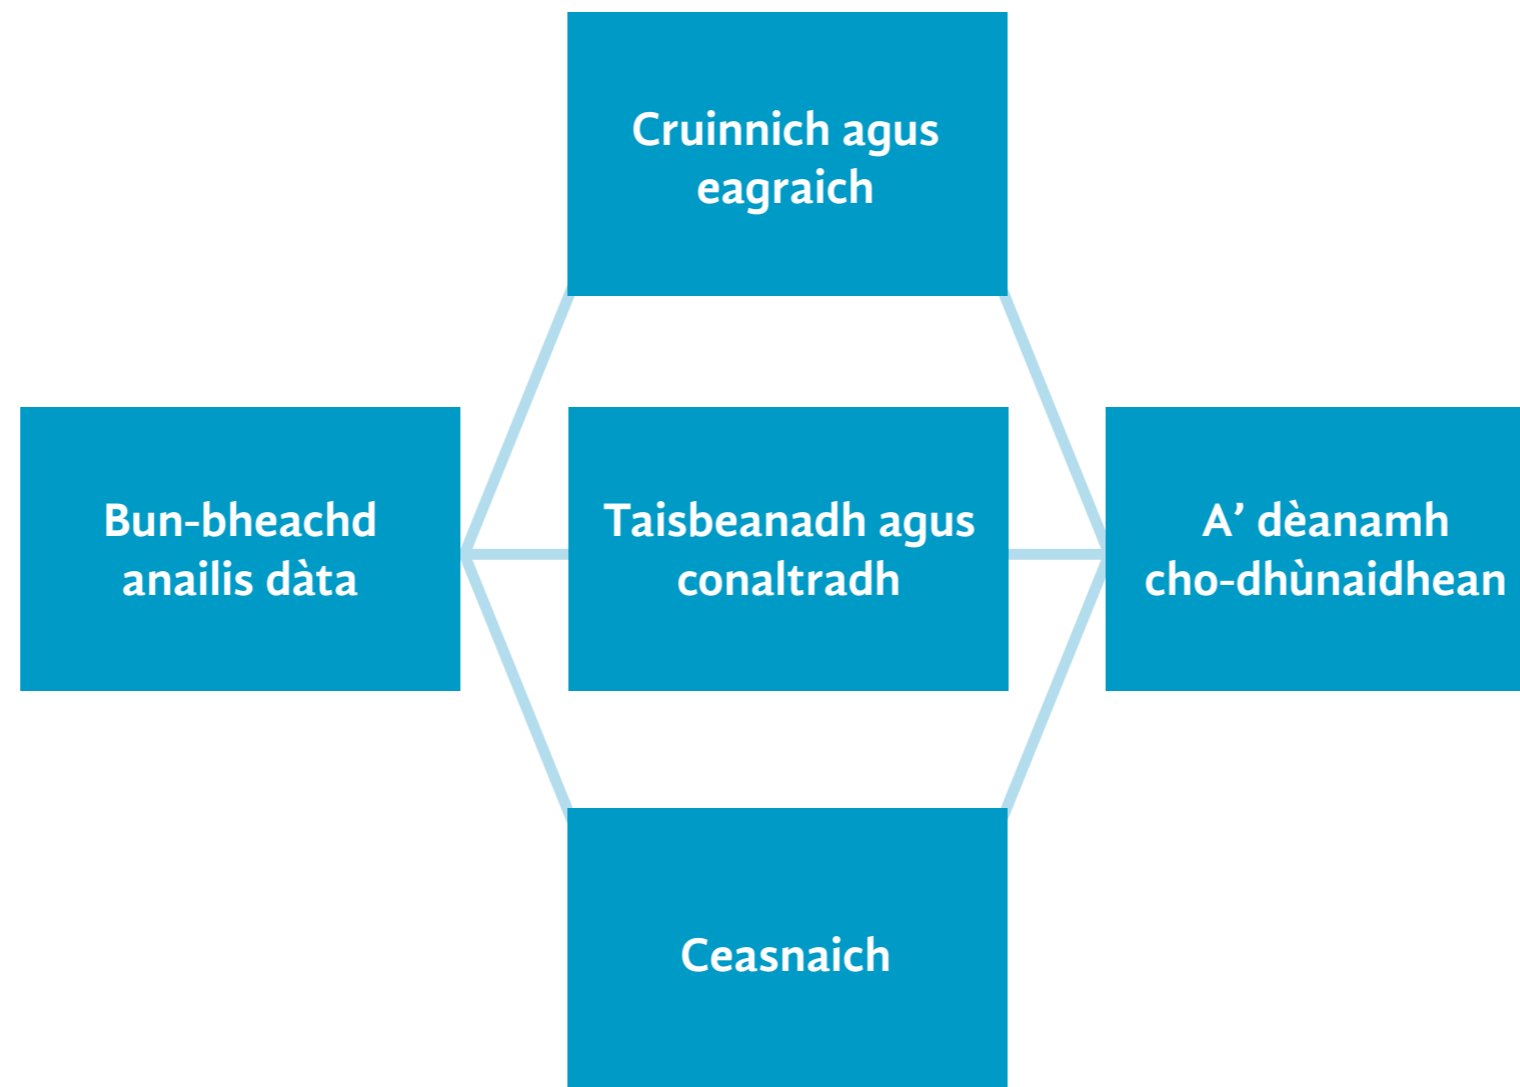 Cruinnich agus
eagraich
Bun-bheachd
anailis dàta
Taisbeanadh agus
conaltradh
A’ dèanamh
cho-dhùnaidhean
Ceasnaich